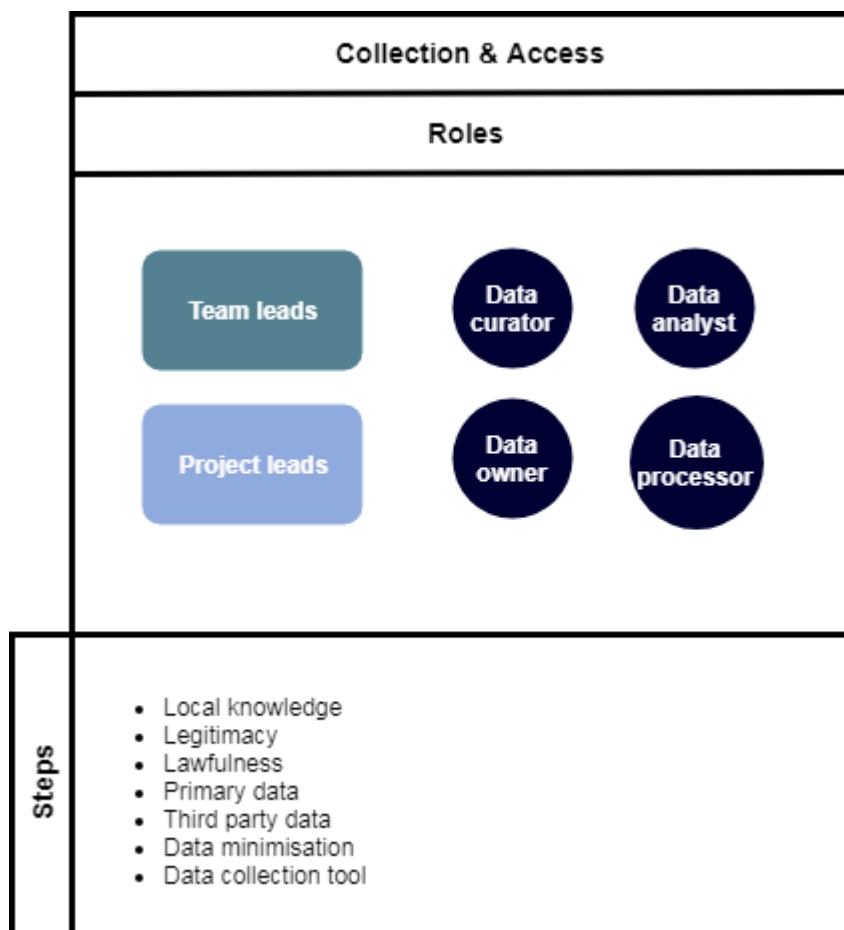 Collection & Access
Roles
Team leads
Data
curator
Data
analyst
Project leads
Data
owner
Data
processor
Steps
• Local knowledge
• Legitimacy
• Lawfulness
• Primary data
• Third party data
• Data minimisation
• Data collection tool